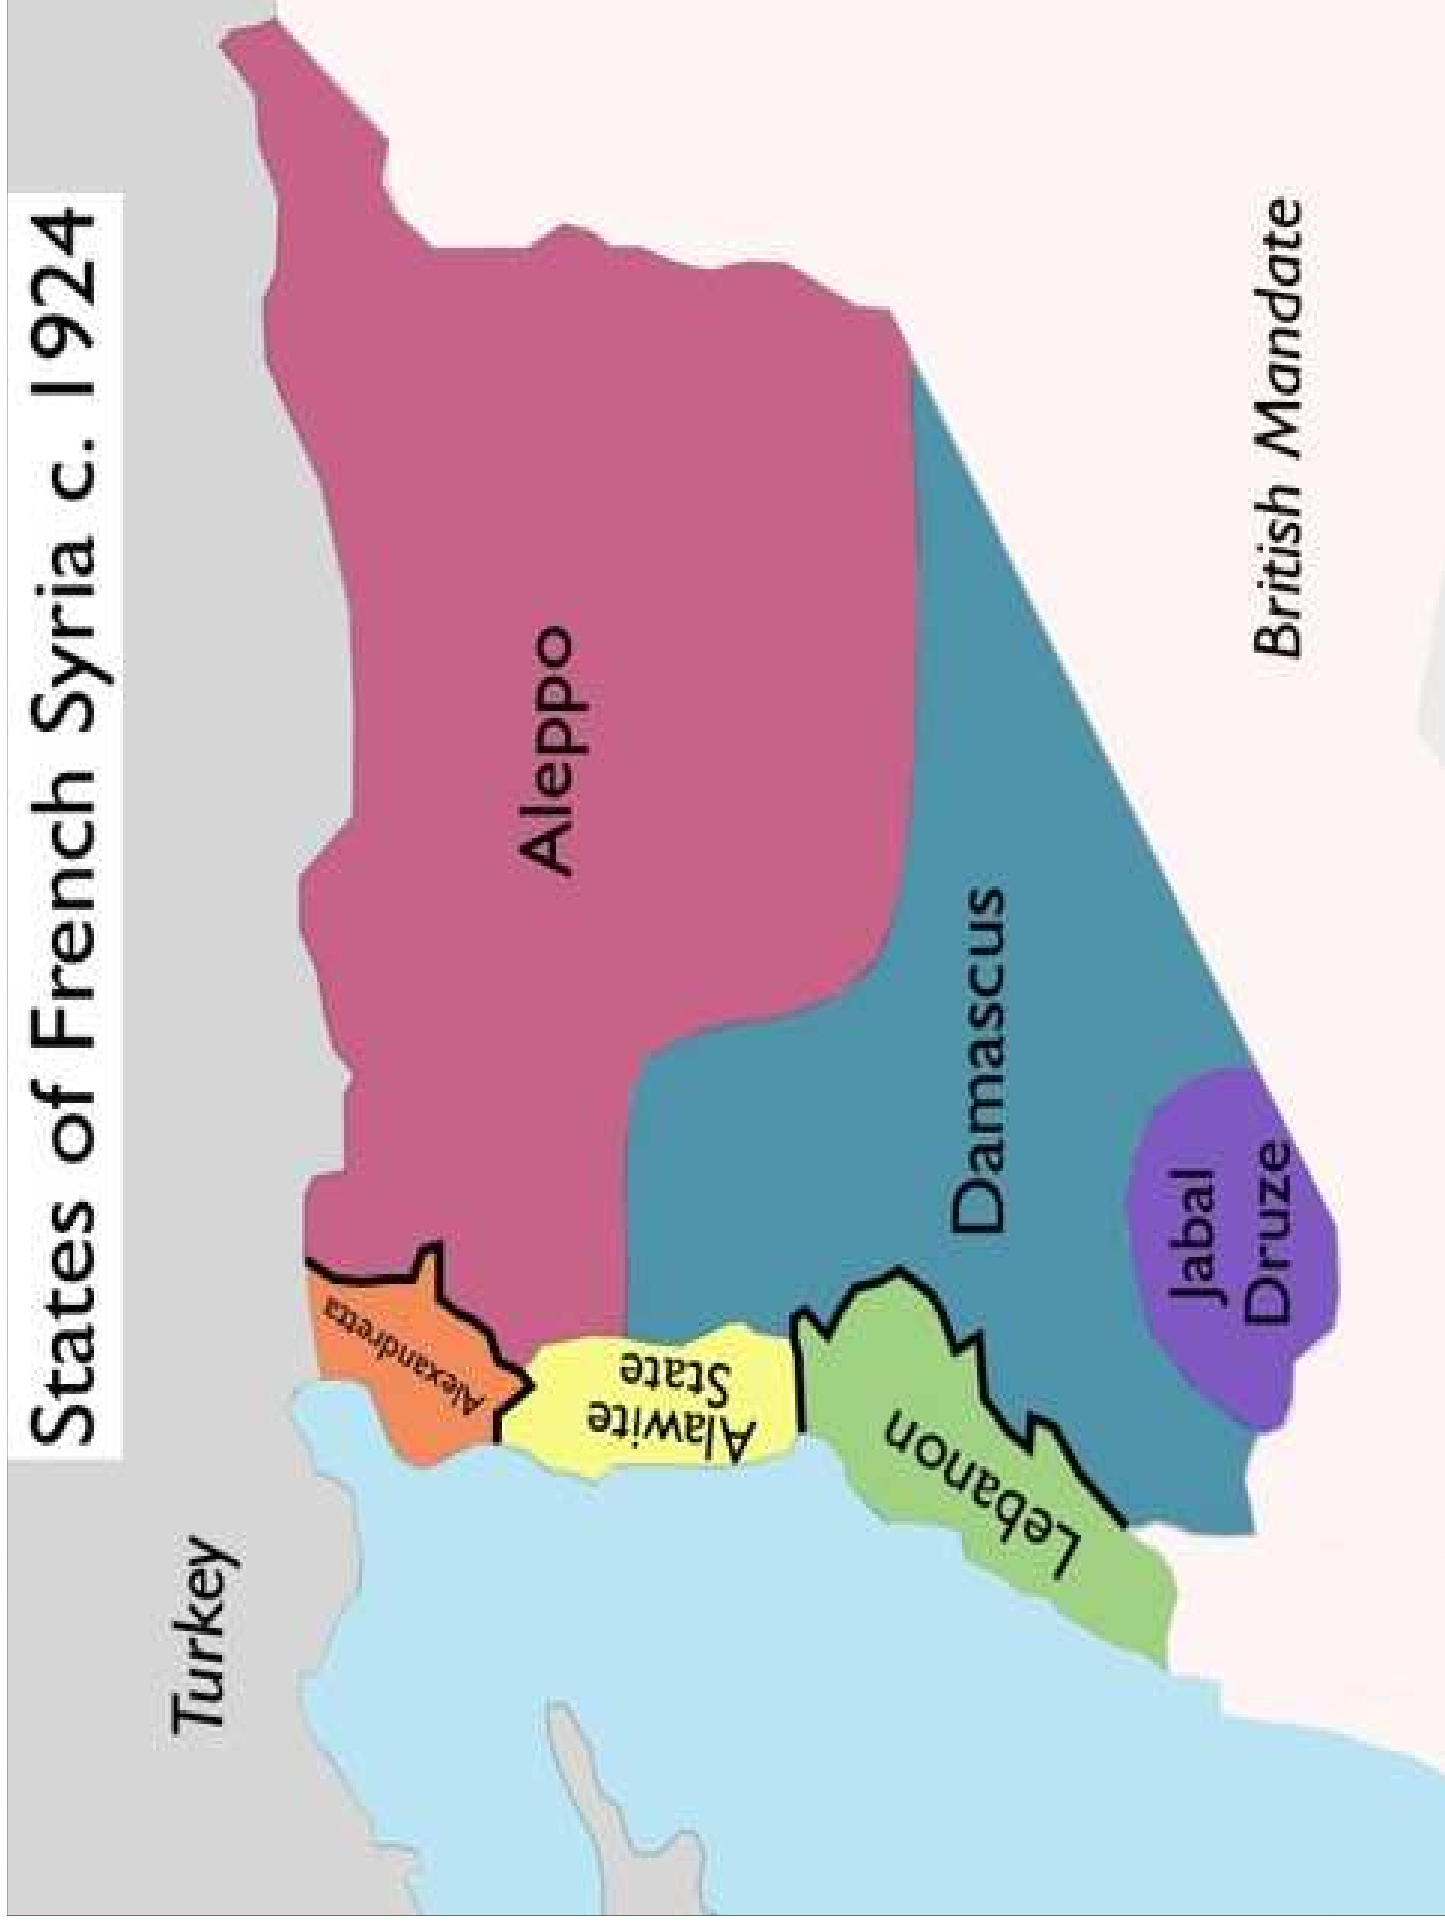 States of French Syria c. 1924
Turkey
Alexandretta
Aleppo
Alawite
State
Damascus
Lebanon
Jabal
Druze
British Mandate